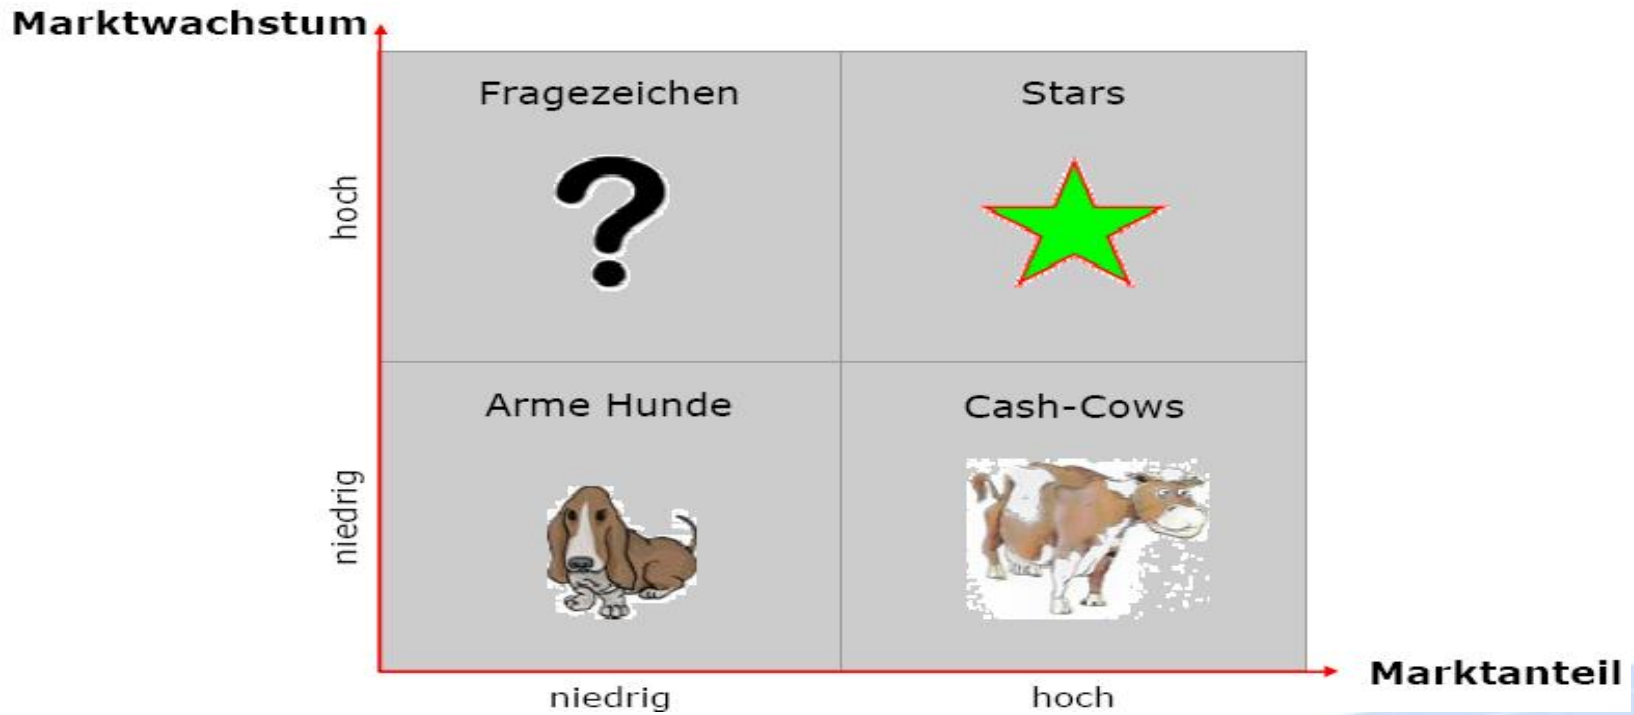 Marktwachstum
Fragezeichen
Stars
hoch
Arme Hunde
Cash-Cows
niedrig
Marktanteil
niedrig
hoch